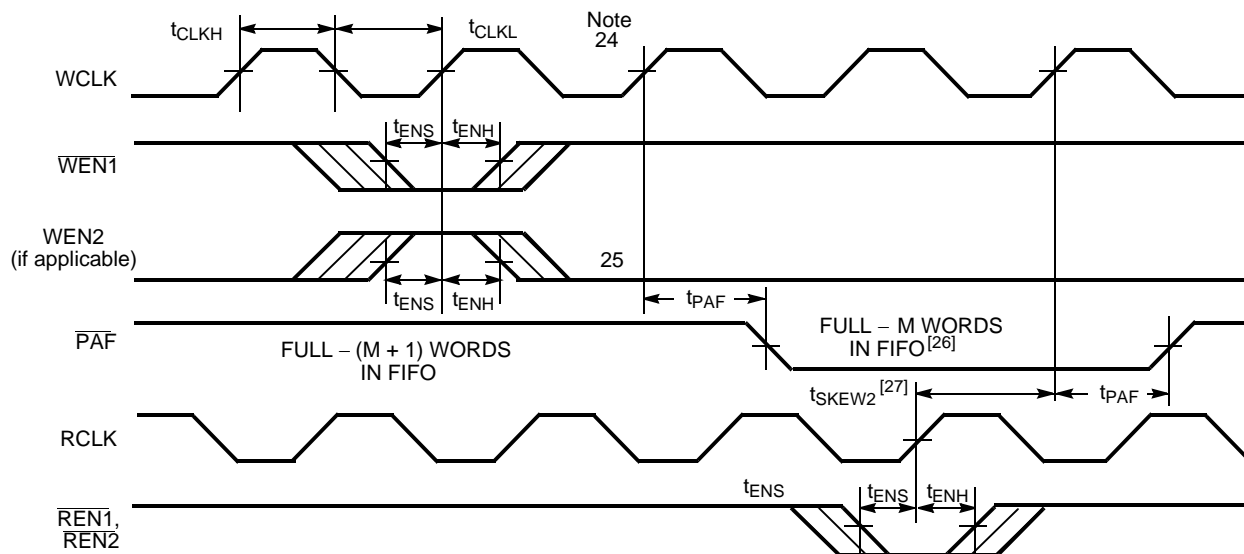 tCLKH
tCLKL
Note
24
WCLK
tENS
tENH
WEN1
WEN2
(if applicable)
25
tENS
tENH
tPAF
PAF
FULL – (M + 1) WORDS
IN FIFO
FULL – M WORDS
IN FIFO[26]
tSKEW2[27]
tPAF
RCLK
tENS
tENS
tENH
REN1,
REN2